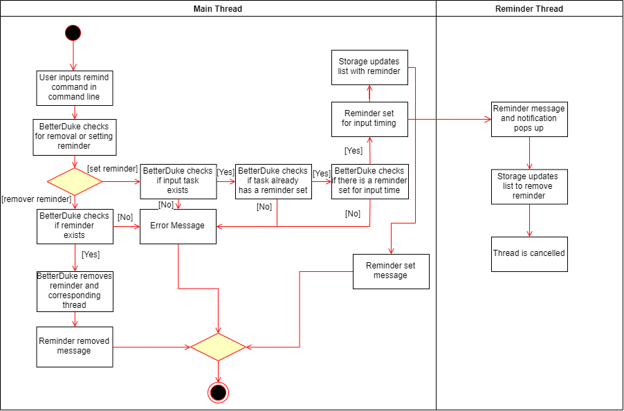 Main Thread
Reminder Thread
User inputs remind
command in
command line
BetterDuke checks
for removal or setting
reminder
[set reminder]
[remover reminder]
BetterDuke checks
if input task
exists
[Yes]
BetterDuke checks
if task already
has a reminder set
[Yes]
BetterDuke checks
if there is a reminder
set for input time
[Yes]
Reminder set
for input timing
Storage updates
list with reminder
[No]
[No]
[No]
Error Message
BetterDuke checks
if reminder
exists
[No]
[Yes]
BetterDuke removes
reminder and
corresponding
thread
Reminder removed
message
Reminder set
message
Reminder message
and notification
pops up
Storage updates
list to remove
reminder
Thread is cancelled